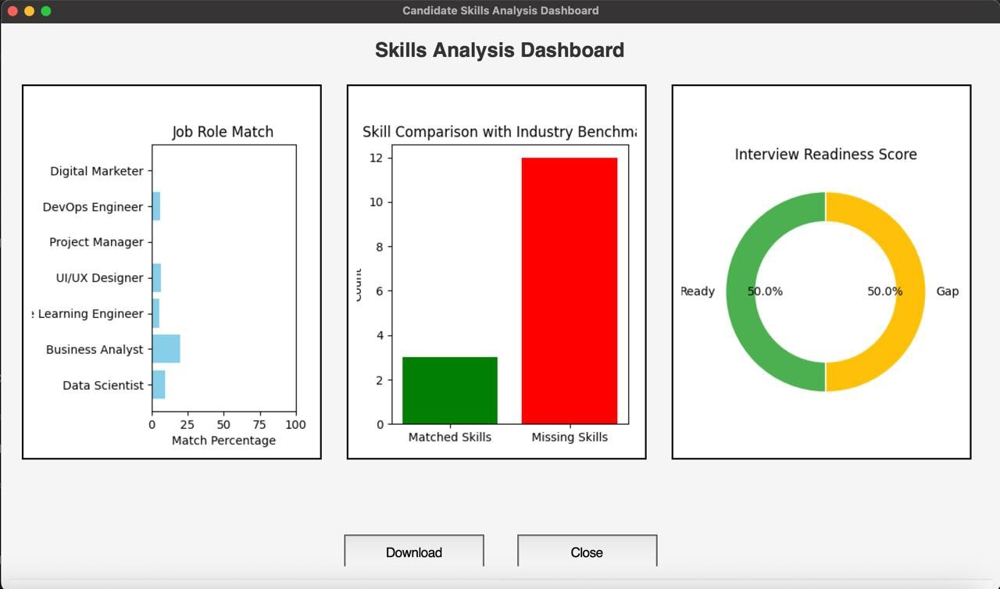 Candidate Skills Analysis Dashboard
Skills Analysis Dashboard
Job Role Match
Digital Marketer
DevOps Engineer
Project Manager
UI/UX Designer
Learning Engineer
Business Analyst
Data Scientist
0 25 50 75 100
Match Percentage
Skill Comparison with Industry Benchma
12
10
8
6
4
2
0
Matched Skills Missing Skills
Interview Readiness Score
Ready 50.0% 50.0% Gap
Download Close